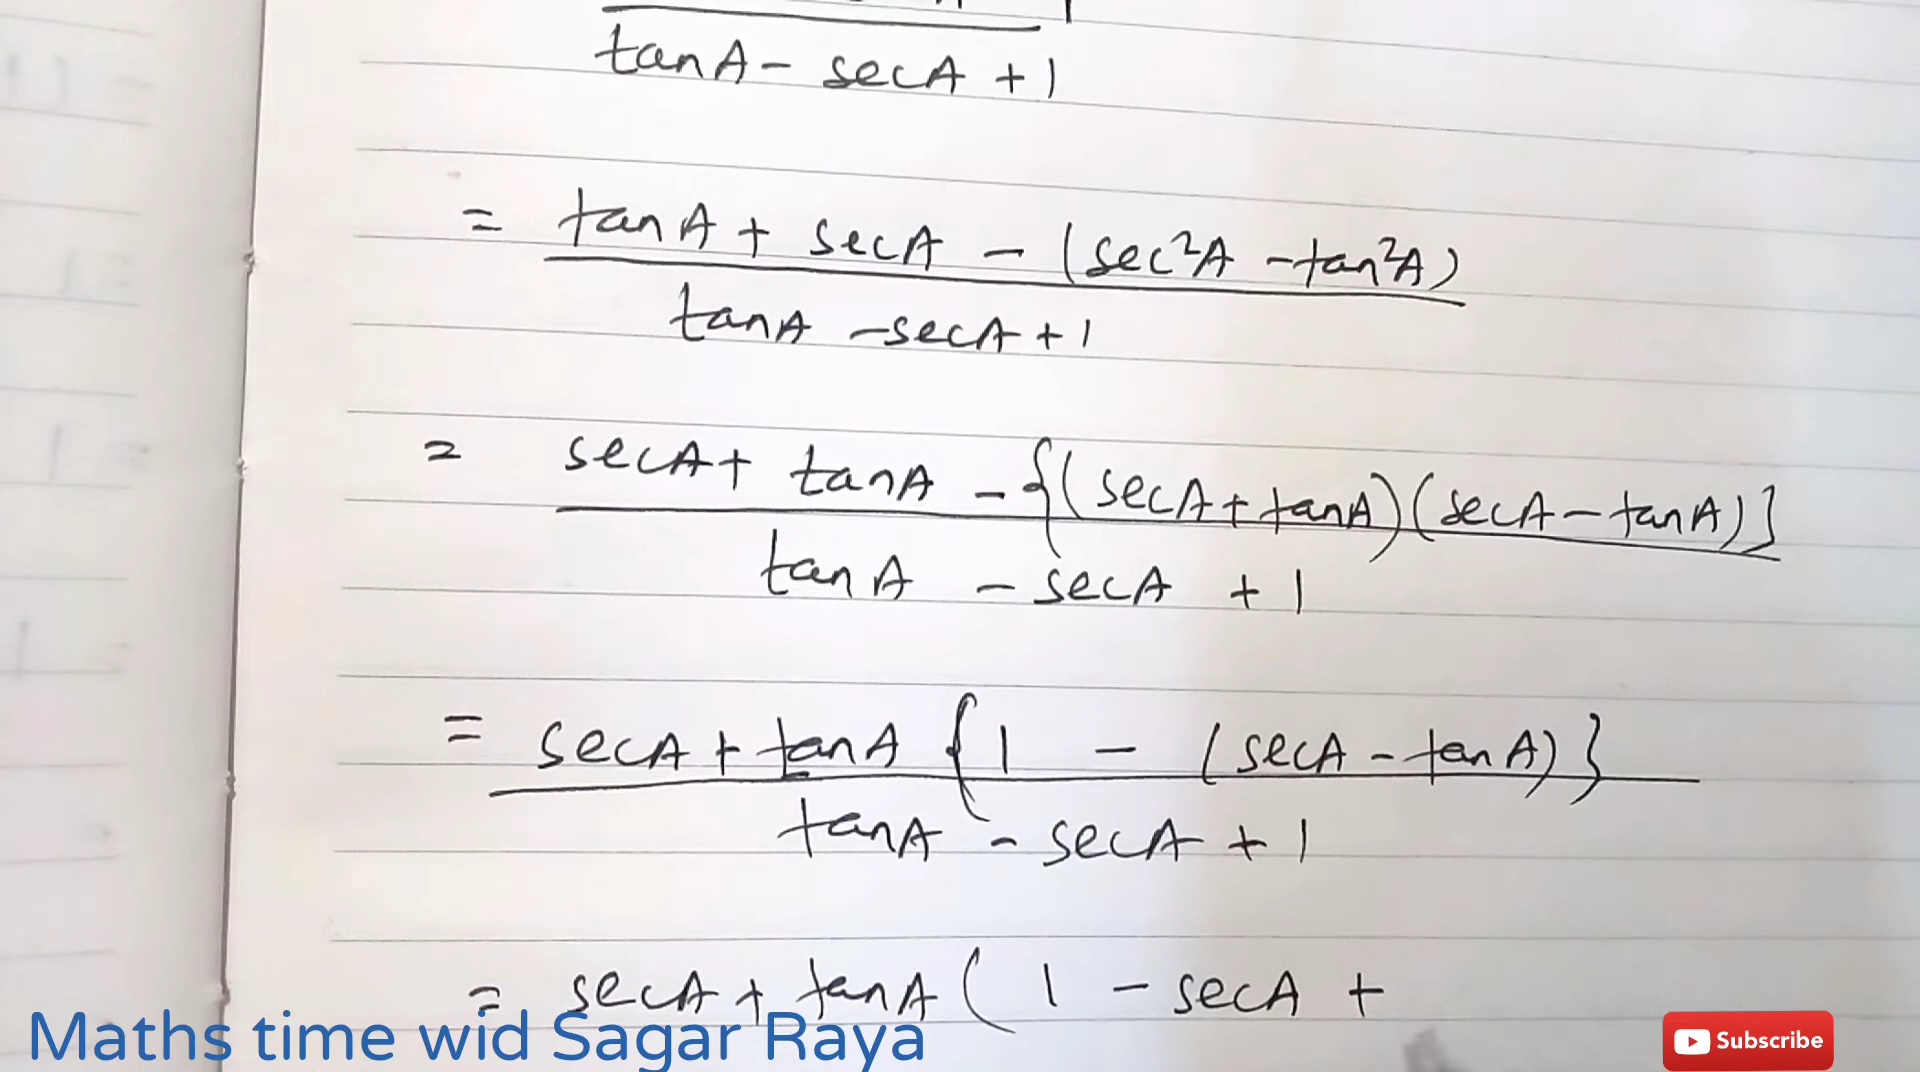 tanA - secA + 1
= tanA + secA - (sec²A - tan²A)
tanA - secA + 1
= secA + tanA - {(secA + tanA)(secA - tanA)]
tanA - secA + 1
= secA + tanA {1 - (secA - tanA)}
tanA - secA + 1
= secA + tanA (1 - secA +
Maths time wid Sagar Raya
Subscribe